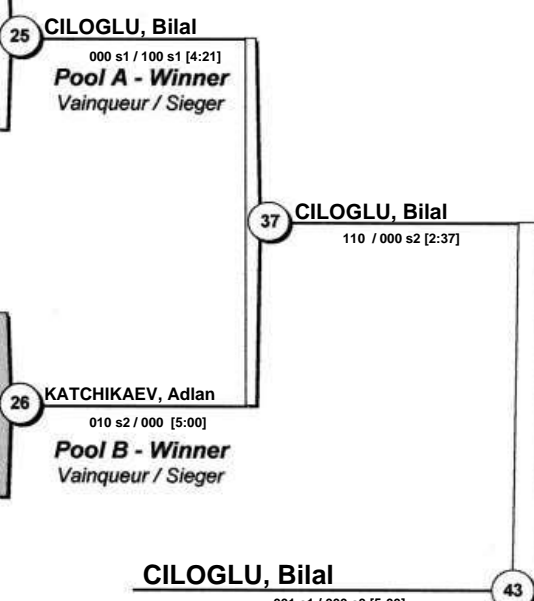 25
CILOGLU, Bilal
000 s1 / 100 s1 [4:21]
Pool A - Winner
Vainqueur / Sieger
37
CILOGLU, Bilal
110 / 000 s2 [2:37]
26
KATCHIKAEV, Adlan
010 s2 / 000 [5:00]
Pool B - Winner
Vainqueur / Sieger
CILOGLU, Bilal
43